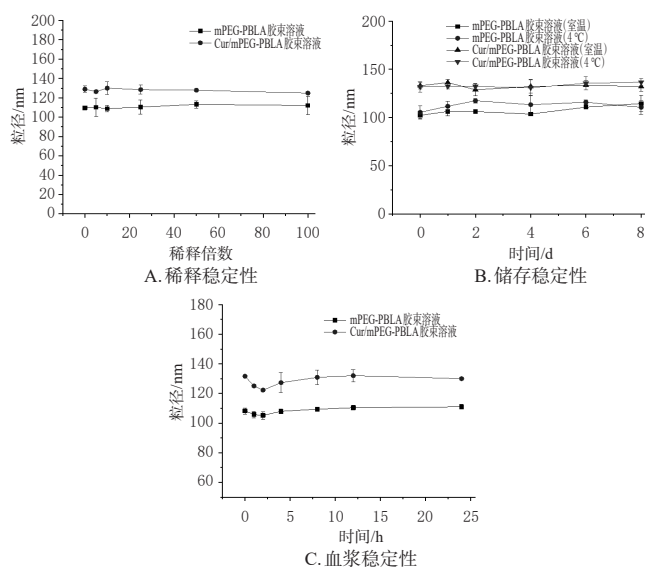 mPEG-PBLA胶束溶液
Cur/mPEG-PBLA胶束溶液
200
180
160
140
120
100
80
60
40
20
0
粒径/nm
0 20 40 60 80 100
稀释倍数
A.稀释稳定性
mPEG-PBLA胶束溶液(室温)
mPEG-PBLA胶束溶液(4 ℃)
Cur/mPEG-PBLA胶束溶液(室温)
Cur/mPEG-PBLA胶束溶液(4 ℃)
200
150
100
50
0
粒径/nm
0 2 4 6 8
时间/d
B.储存稳定性
mPEG-PBLA胶束溶液
Cur/mPEG-PBLA胶束溶液
180
160
140
120
100
80
60
粒径/nm
0 5 10 15 20 25
时间/h
C.血浆稳定性